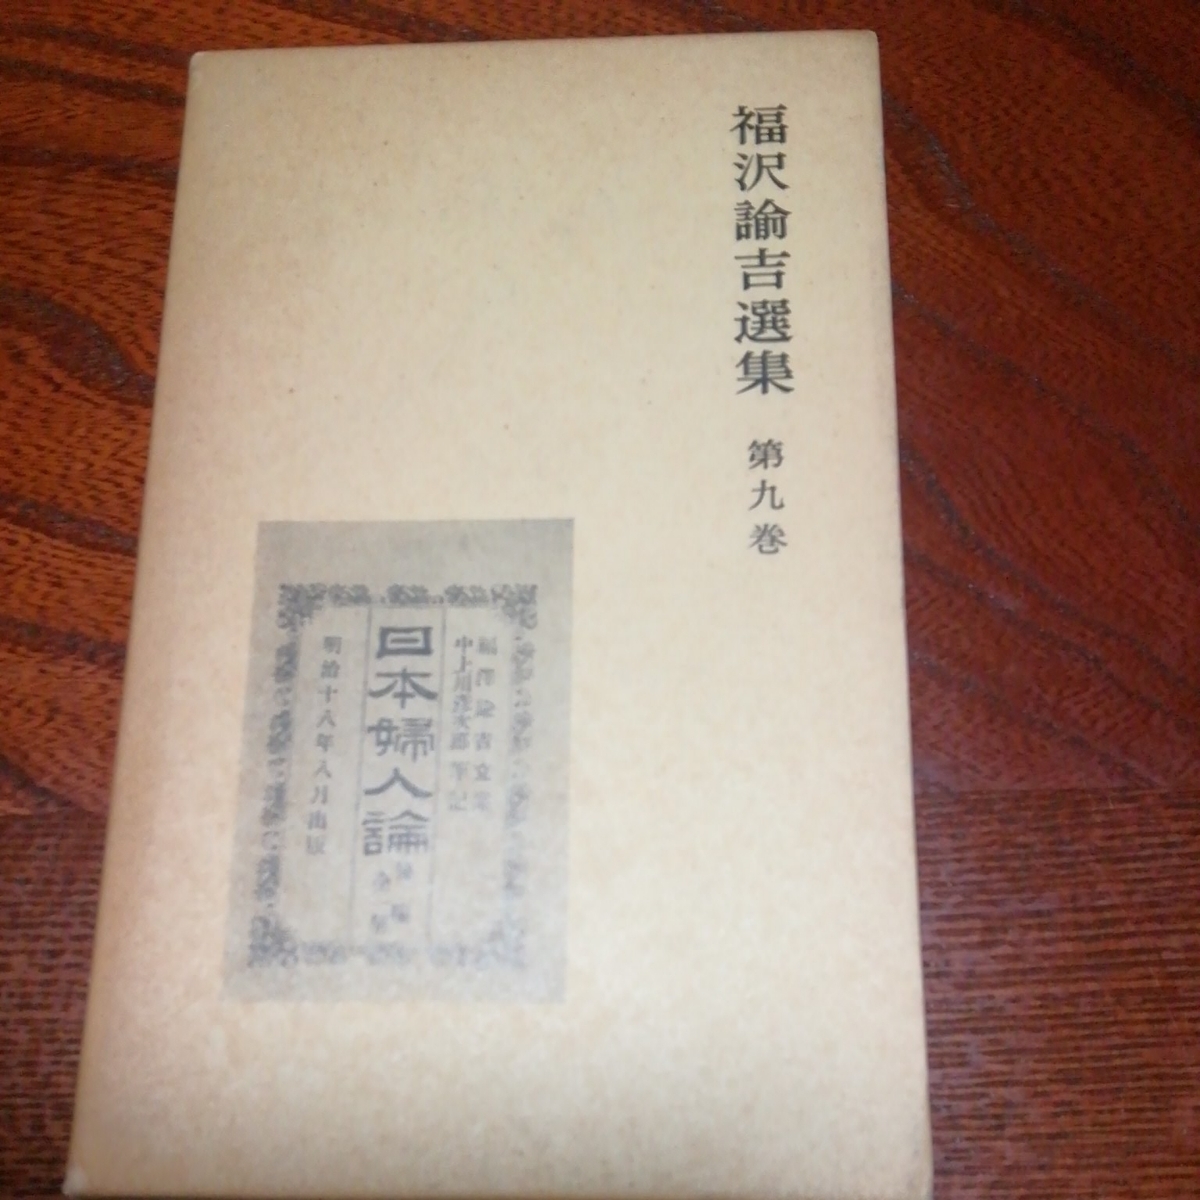 福沢諭吉選集 第九巻
福澤諭吉立案
中上川彦次郎筆記
日本婦人論
明治十八年八月出版